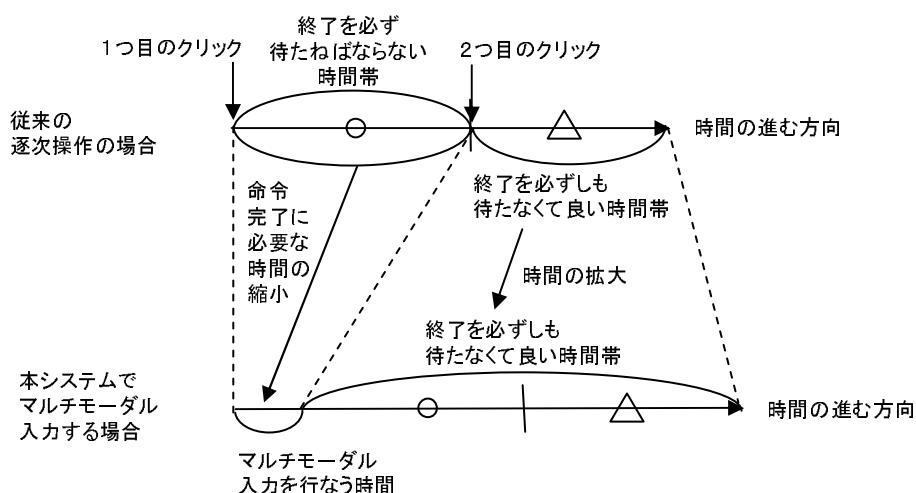 終了を必ず
待たねばならない
時間帯
1つ目のクリック
2つ目のクリック
従来の
逐次操作の場合
時間の進む方向
命令
完了に
必要な
時間の
縮小
終了を必ずしも
待たなくて良い時間帯
時間の拡大
終了を必ずしも
待たなくて良い時間帯
本システムで
マルチモーダル
入力する場合
時間の進む方向
マルチモーダル
入力を行なう時間